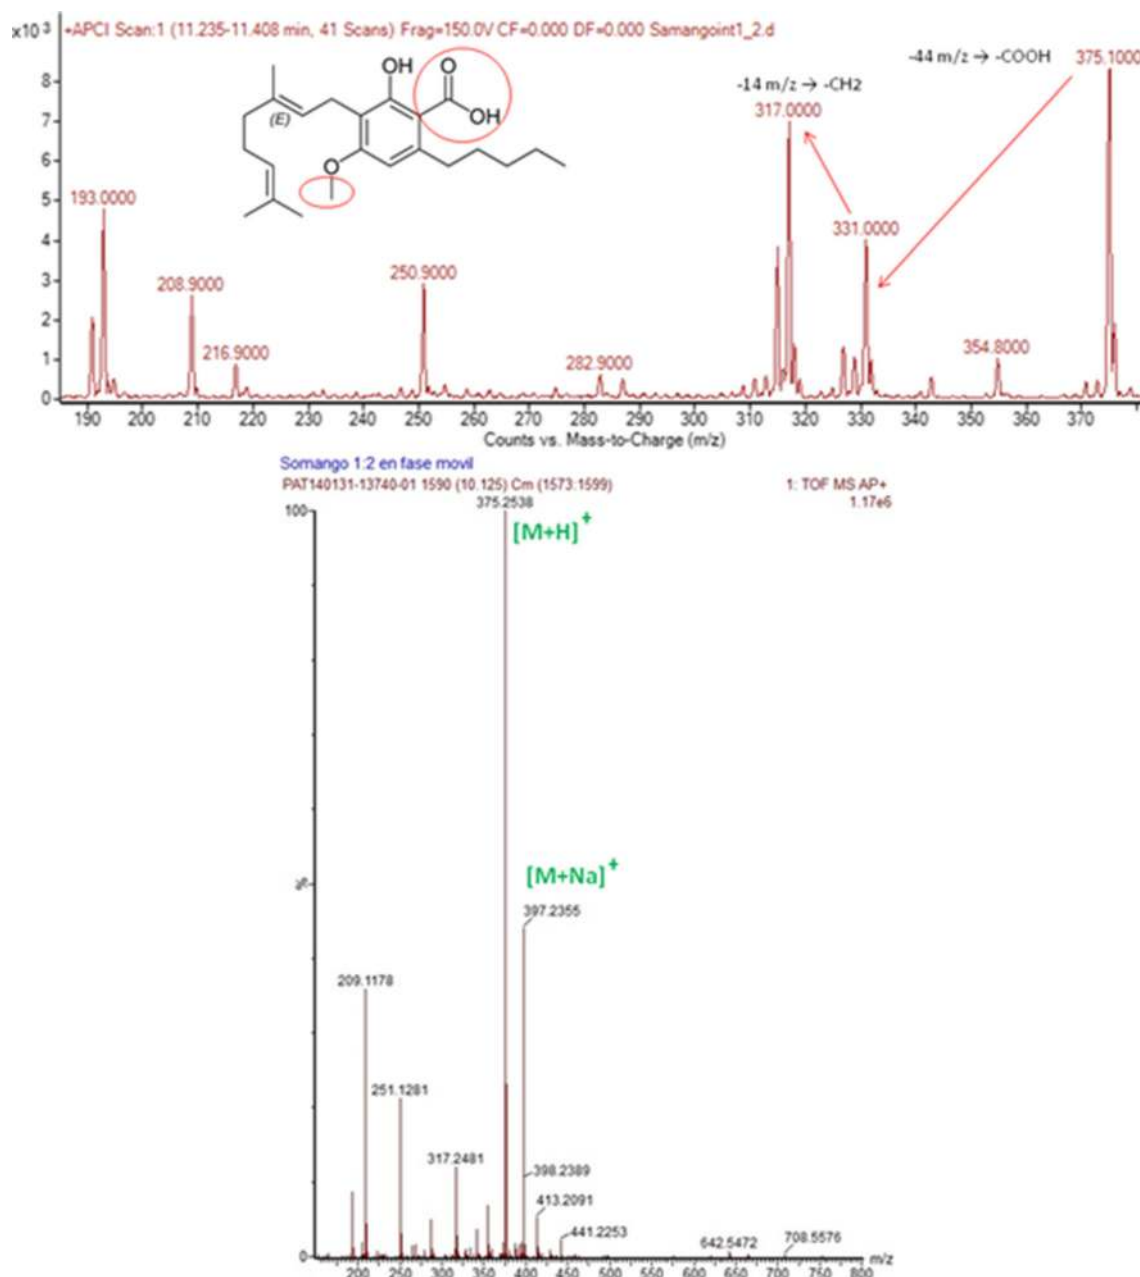 x10 3 +APCI Scan:1 (11.235-11.408 min, 41 Scans) Frag=150.0V CF=0.000 DF=0.000 Samangoint1_2.d
-44 m/z → -COOH
375.1000
-14 m/z → -CH2
317.0000
OH
O
OH
(E)
O
193.0000
208.9000
216.9000
250.9000
282.9000
331.0000
354.8000
8
7
6
5
4
3
2
1
0
190 200 210 220 230 240 250 260 270 280 290 300 310 320 330 340 350 360 370
Counts vs. Mass-to-Charge (m/z)
Somango 1:2 en fase movil
PAT140131-13740-01 1590 (10.125) Cm (1573:1599)
1: TOF MS AP+
1.17e6
375.2538
100
[M+H]+
[M+Na]+
%
397.2355
209.1178
251.1281
317.2481
398.2389
413.2091
441.2253
642.5472
708.5576
0
m/z
200 250 300 350 400 450 500 550 600 650 700 750 800